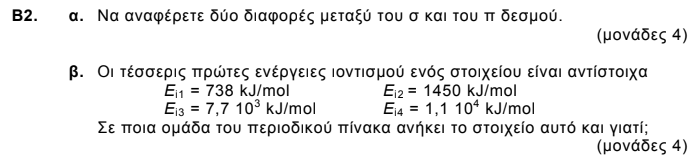 Β2. α. Να αναφέρετε δύο διαφορές μεταξύ του σ και του π δεσμού.
(μονάδες 4)
β. Οι τέσσερις πρώτες ενέργειες ιοντισμού ενός στοιχείου είναι αντίστοιχα
Ei1 = 738 kJ/mol Ei2 = 1450 kJ/mol
Ei3 = 7,7 10³ kJ/mol Ei4 = 1,1 10⁴ kJ/mol
Σε ποια ομάδα του περιοδικού πίνακα ανήκει το στοιχείο αυτό και γιατί;
(μονάδες 4)